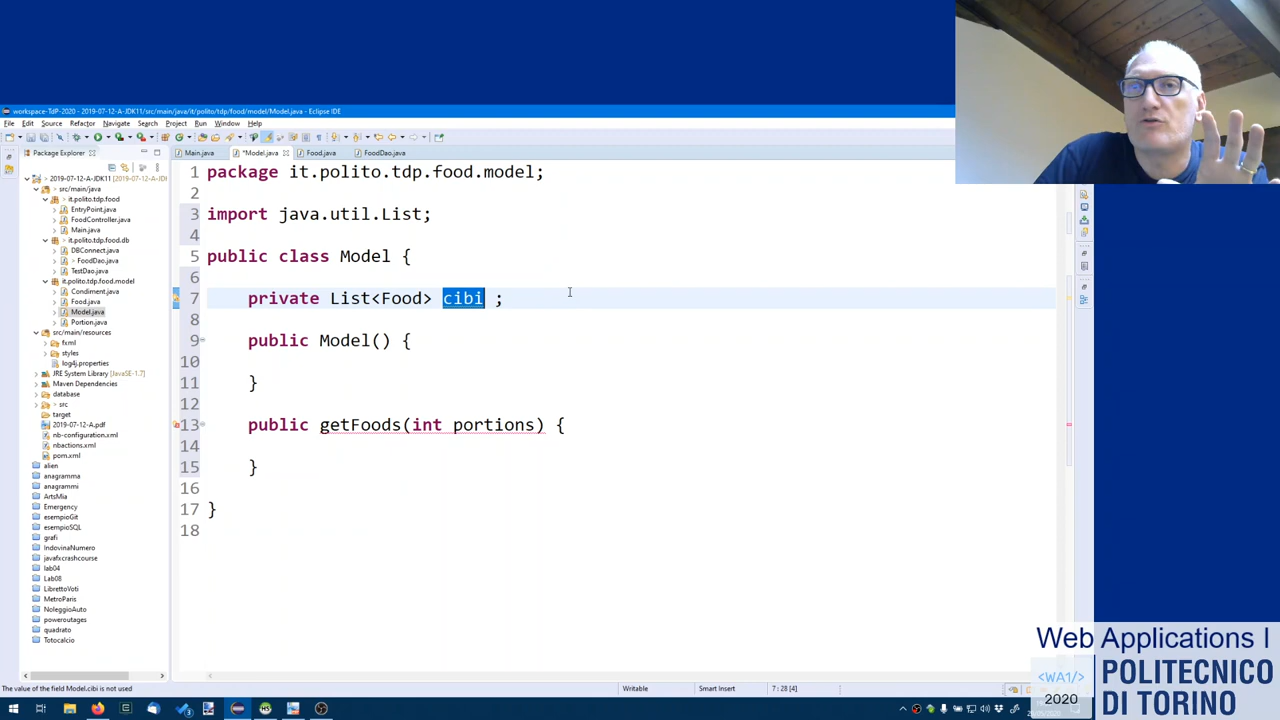 workspace-TdP-2020 - 2019-07-12-A-JDK11/src/main/java/it/polito/tdp/food/model/Model.java - Eclipse IDE
File Edit Source Refactor Navigate Search Project Run Window Help
Package Explorer
Main.java
*Model.java
Food.java
FoodDao.java
2019-07-12-A-JDK11 [2019-07-12-A
src/main/java
it.polito.tdp.food
EntryPoint.java
FoodController.java
Main.java
it.polito.tdp.food.db
DBConnect.java
> FoodDao.java
TestDao.java
it.polito.tdp.food.model
Condiment.java
Food.java
Model.java
Portion.java
src/main/resources
fxml
styles
log4j.properties
JRE System Library [JavaSE-1.7]
Maven Dependencies
database
src
target
2019-07-12-A.pdf
nb-configuration.xml
nbactions.xml
pom.xml
alien
anagramma
anagrammi
ArtsMia
Emergency
esempioGit
esempioSQL
grafi
IndovinaNumero
javafxcrashcourse
lab04
Lab08
LibrettoVoti
MetroParis
NoleggioAuto
poweroutages
quadrato
Totocalcio
1 package it.polito.tdp.food.model;
2
3 import java.util.List;
4
5 public class Model {
6
7 private List<Food> cibi ;
8
9 public Model() {
10
11 }
12
13 public getFoods(int portions) {
14
15 }
16
17 }
18
The value of the field Model.cibi is not used
Writable
Smart Insert
7 : 28 [4]
Web Applications I
<WA1/>
2020
POLITECNICO
DI TORINO